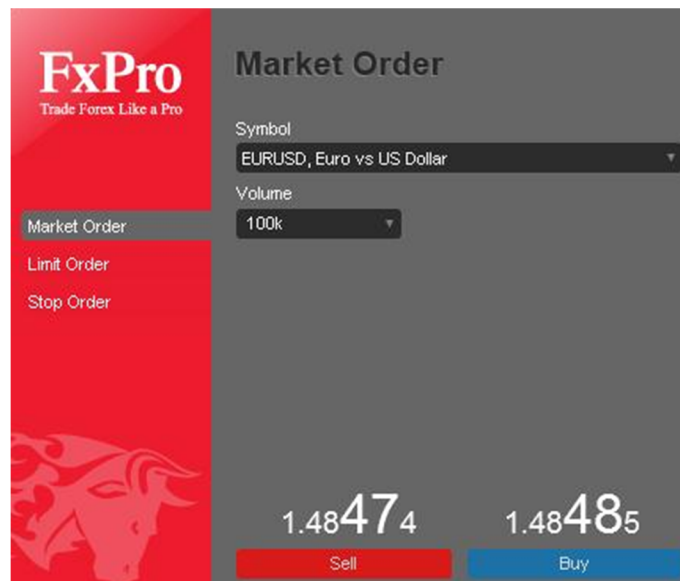 FxPro
Trade Forex Like a Pro
Market Order
Limit Order
Stop Order
Market Order
Symbol
EURUSD, Euro vs US Dollar
Volume
100k
1.48474 1.48485
Sell Buy